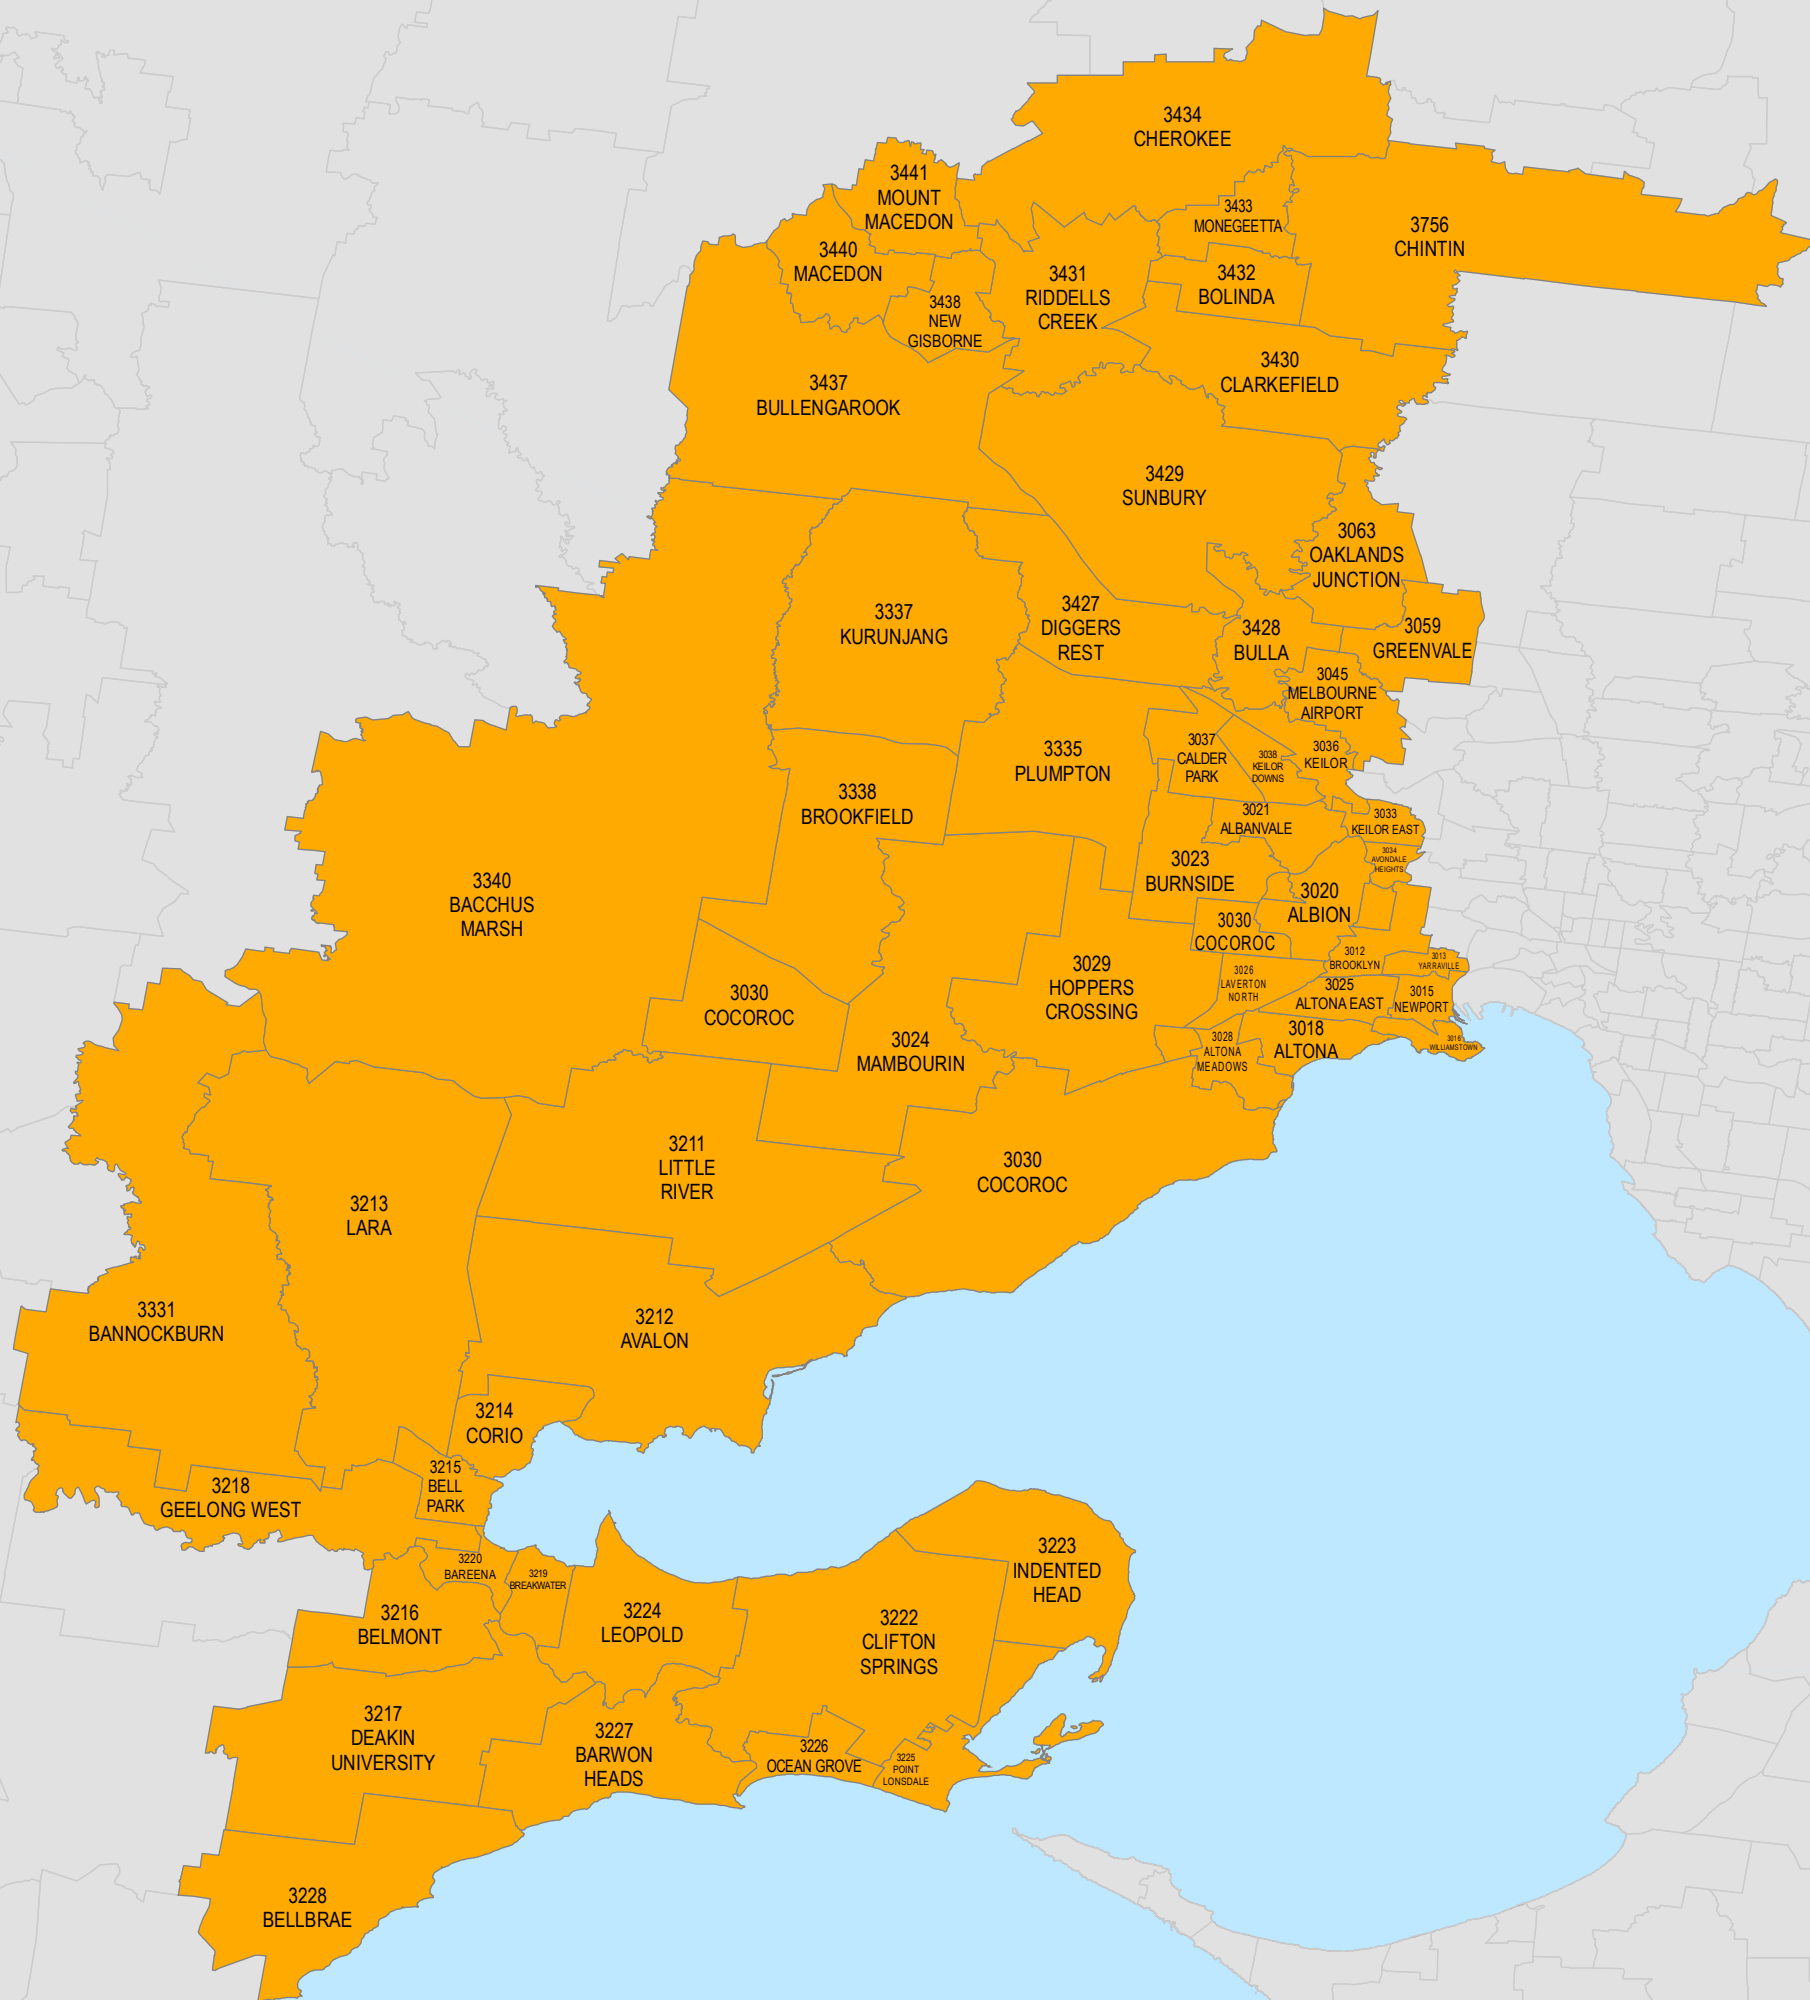 3434
CHEROKEE
3441
MOUNT
MACEDON
3433
MONEGEETTA
3756
CHINTIN
3440
MACEDON
3431
RIDDELLS
CREEK
3432
BOLINDA
3438
NEW
GISBORNE
3430
CLARKEFIELD
3437
BULLENGAROOK
3429
SUNBURY
3063
OAKLANDS
JUNCTION
3337
KURUNJANG
3427
DIGGERS
REST
3428
BULLA
3059
GREENVALE
3045
MELBOURNE
AIRPORT
3335
PLUMPTON
3037
CALDER
PARK
3038
KEILOR
DOWNS
3036
KEILOR
3338
BROOKFIELD
3021
ALBANVALE
3033
KEILOR EAST
3034
AVONDALE
HEIGHTS
3023
BURNSIDE
3340
BACCHUS
MARSH
3020
ALBION
3030
COCOROC
3012
BROOKLYN
3013
YARRAVILLE
3029
HOPPERS
CROSSING
3026
LAVERTON
NORTH
3025
ALTONA EAST
3015
NEWPORT
3030
COCOROC
3024
MAMBOURIN
3028
ALTONA
MEADOWS
3018
ALTONA
3016
WILLIAMSTOWN
3211
LITTLE
RIVER
3030
COCOROC
3213
LARA
3331
BANNOCKBURN
3212
AVALON
3214
CORIO
3215
BELL
PARK
3218
GEELONG WEST
3220
BAREENA
3219
BREAKWATER
3223
INDENTED
HEAD
3216
BELMONT
3224
LEOPOLD
3222
CLIFTON
SPRINGS
3217
DEAKIN
UNIVERSITY
3227
BARWON
HEADS
3226
OCEAN GROVE
3225
POINT
LONSDALE
3228
BELLBRAE